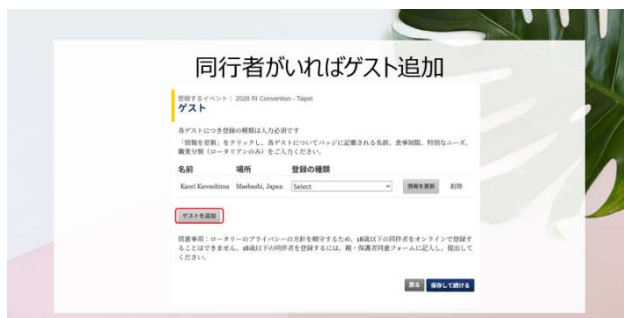 同行者がいればゲスト追加
登録するイベント： 2026 RI Convention - Taipei
ゲスト
各ゲストにつき登録の種類は入力必須です
「情報を更新」をクリックし、各ゲストについてバッジに記載される名前、食事制限、特別なニーズ、
職業分類（ロータリアンのみ）をご入力ください。
名前 場所 登録の種類
Kaori Kawashima Maebashi, Japan Select 情報を更新 削除
ゲストを追加
留意事項：ロータリーのプライバシーの方針を順守するため、18歳以下の同伴者をオンラインで登録す
ることはできません。18歳以下の同伴者を登録するには、親・保護者同意フォームに記入し、提出して
ください。
戻る 保存して続ける